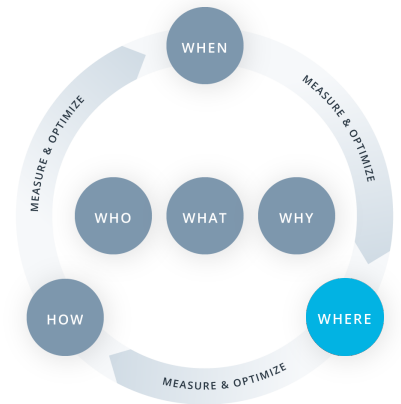 WHEN
MEASURE & OPTIMIZE
MEASURE & OPTIMIZE
WHO
WHAT
WHY
HOW
WHERE
MEASURE & OPTIMIZE